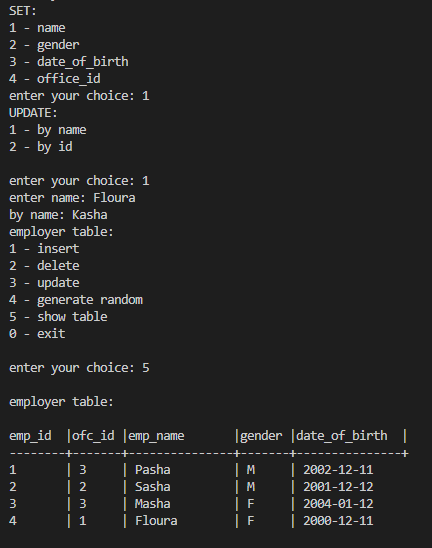 SET:
1 - name
2 - gender
3 - date_of_birth
4 - office_id
enter your choice: 1
UPDATE:
1 - by name
2 - by id
enter your choice: 1
enter name: Floura
by name: Kasha
employer table:
1 - insert
2 - delete
3 - update
4 - generate random
5 - show table
0 - exit
enter your choice: 5
employer table:
emp_id |ofc_id|emp_name |gender |date_of_birth |
--------+------+---------------+-------+---------------+
1 | 3 | Pasha | M | 2002-12-11
2 | 2 | Sasha | M | 2001-12-12
3 | 3 | Masha | F | 2004-01-12
4 | 1 | Floura | F | 2000-12-11